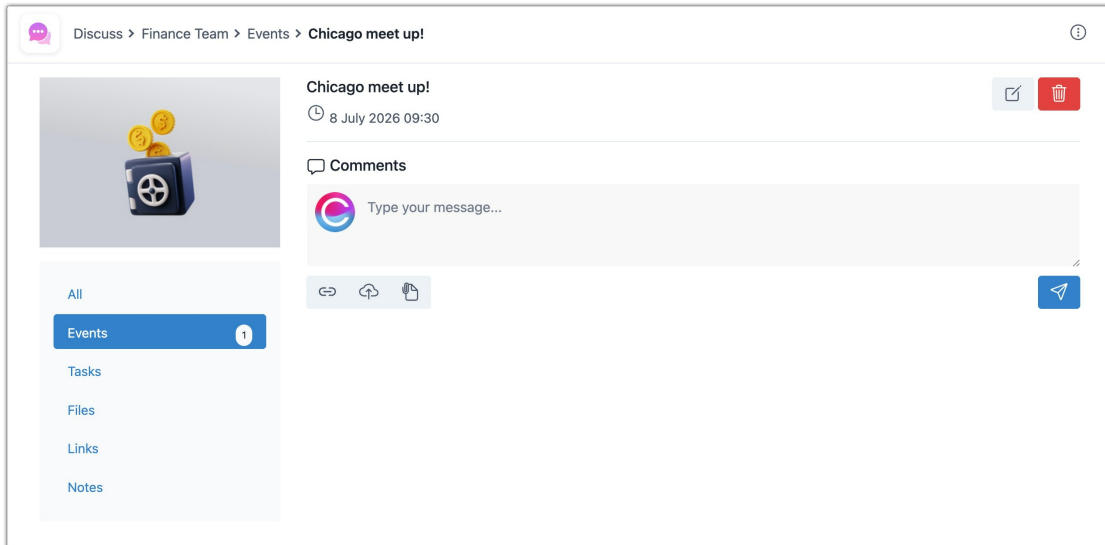 Discuss > Finance Team > Events > Chicago meet up!
Chicago meet up!
8 July 2026 09:30
Comments
Type your message...
All
Events 1
Tasks
Files
Links
Notes